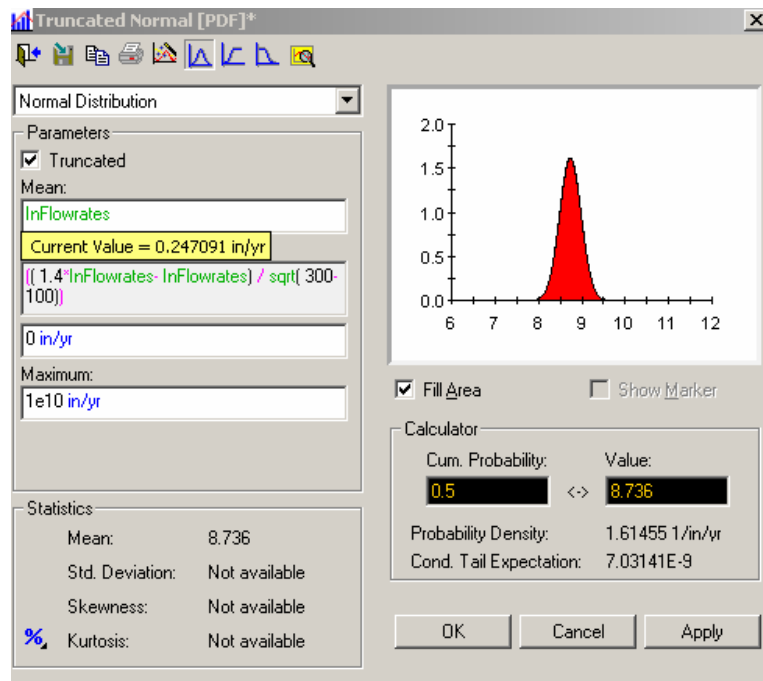 Truncated Normal [PDF]*
Normal Distribution
Parameters
Truncated
Mean:
InFlowrates
Current Value = 0.247091 in/yr
(( 1.4*InFlowrates- InFlowrates) / sqrt( 300-
100))
0 in/yr
Maximum:
1e10 in/yr
Statistics
Mean: 8.736
Std. Deviation: Not available
Skewness: Not available
%, Kurtosis: Not available
2.0
1.5
1.0
0.5
0.0
6 7 8 9 10 11 12
Fill Area Show Marker
Calculator
Cum. Probability: Value:
0.5 <-> 8.736
Probability Density: 1.61455 1/in/yr
Cond. Tail Expectation: 7.03141E-9
OK Cancel Apply